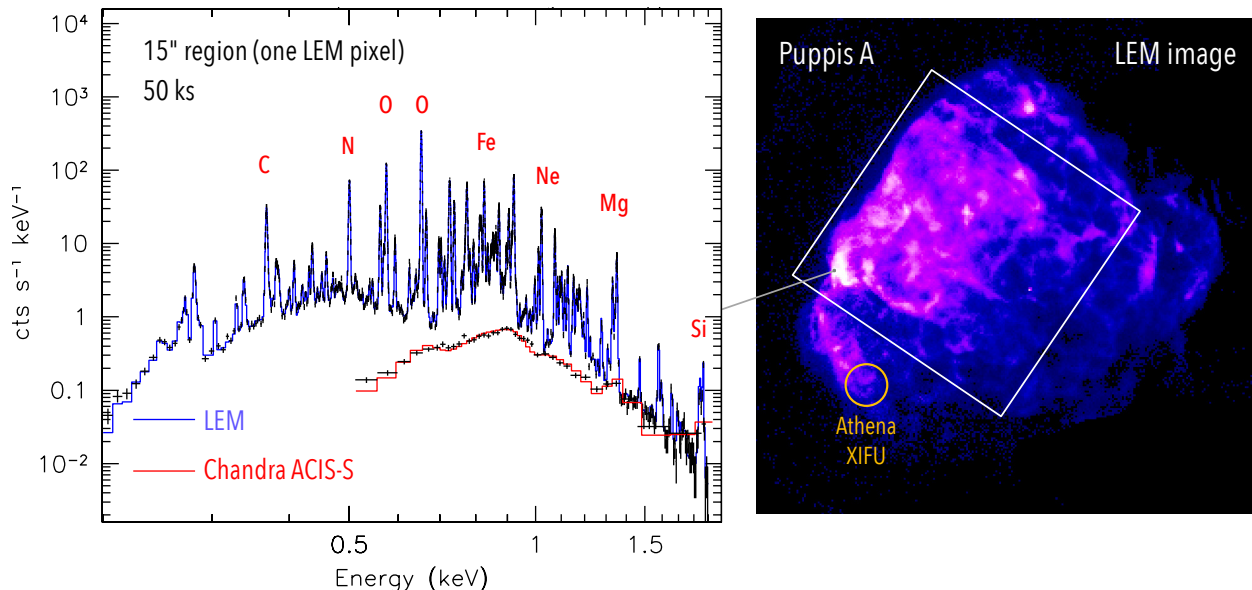 15" region (one LEM pixel)
50 ks
C
N
O
O
Fe
Ne
Mg
Si
10⁴
10³
10²
10
1
0.1
10⁻²
cts s⁻¹ keV⁻¹
LEM
Chandra ACIS-S
0.5
1
1.5
Energy (keV)
Puppis A
LEM image
Athena
XIFU